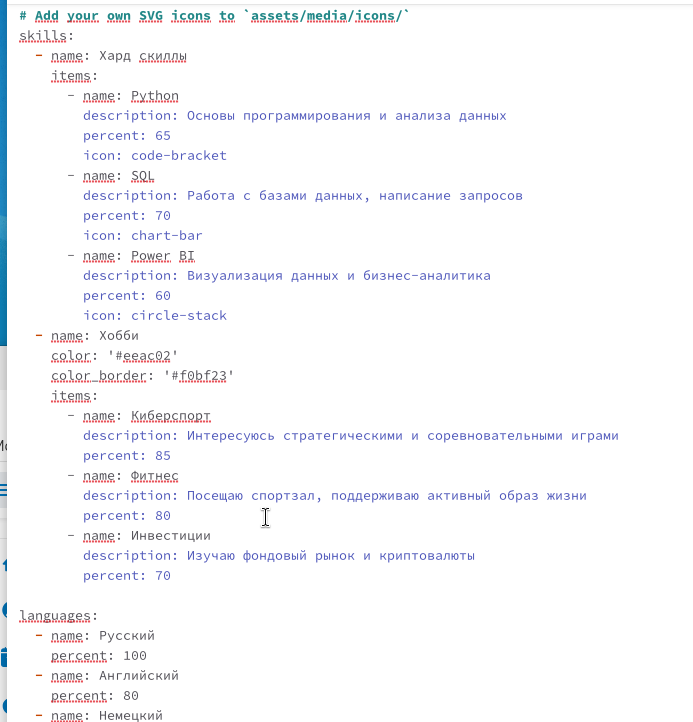 # Add your own SVG icons to `assets/media/icons/`
skills:
  - name: Хард скиллы
    items:
      - name: Python
        description: Основы программирования и анализа данных
        percent: 65
        icon: code-bracket
      - name: SQL
        description: Работа с базами данных, написание запросов
        percent: 70
        icon: chart-bar
      - name: Power BI
        description: Визуализация данных и бизнес-аналитика
        percent: 60
        icon: circle-stack
  - name: Хобби
    color: '#eeac02'
    color_border: '#f0bf23'
    items:
      - name: Киберспорт
        description: Интересуюсь стратегическими и соревновательными играми
        percent: 85
      - name: Фитнес
        description: Посещаю спортзал, поддерживаю активный образ жизни
        percent: 80
      - name: Инвестиции
        description: Изучаю фондовый рынок и криптовалюты
        percent: 70

languages:
  - name: Русский
    percent: 100
  - name: Английский
    percent: 80
  - name: Немецкий